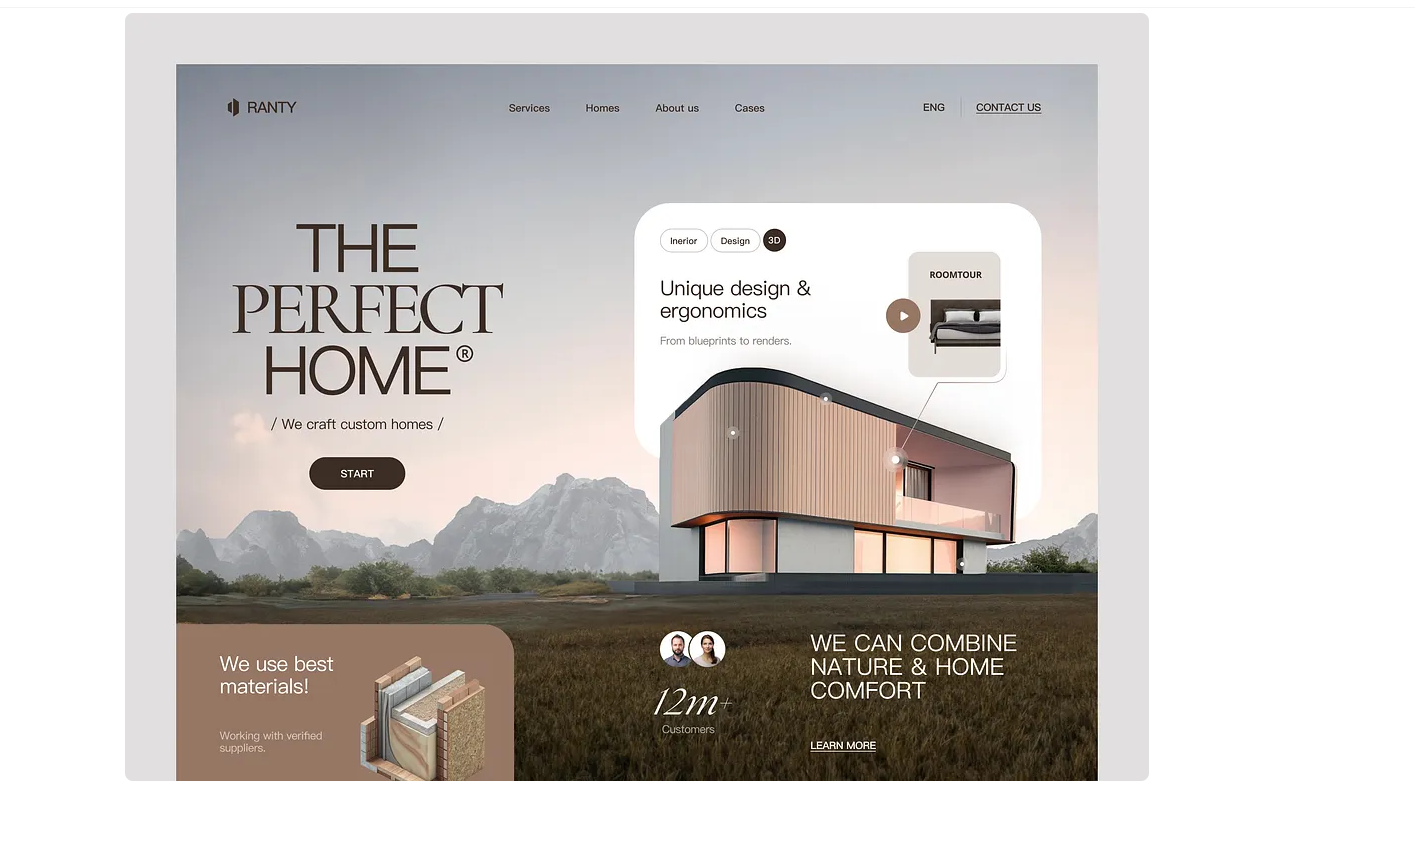 RANTY
Services Homes About us Cases
ENG CONTACT US
THE
PERFECT
HOME®
/ We craft custom homes /
START
Inerior Design 3D
Unique design &
ergonomics
From blueprints to renders.
ROOMTOUR
We use best
materials!
Working with verified
suppliers.
12m+
Customers
WE CAN COMBINE
NATURE & HOME
COMFORT
LEARN MORE